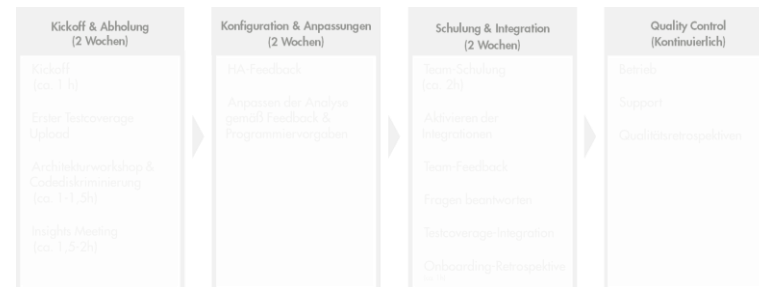 Kickoff & Abholung
(2 Wochen)
Kickoff
(ca. 1 h)
Erster Testcoverage
Upload
Architekturworkshop &
Codediskriminierung
(ca. 1-1,5h)
Insights Meeting
(ca. 1,5-2h)
Konfiguration & Anpassungen
(2 Wochen)
HA-Feedback
Anpassen der Analyse
gemäß Feedback &
Programmiervorgaben
Schulung & Integration
(2 Wochen)
Team-Schulung
(ca. 2h)
Aktivieren der
Integrationen
Team-Feedback
Fragen beantworten
Testcoverage-Integration
Onboarding-Retrospektive
Quality Control
(Kontinuierlich)
Betrieb
Support
Qualitätsretrospektiven